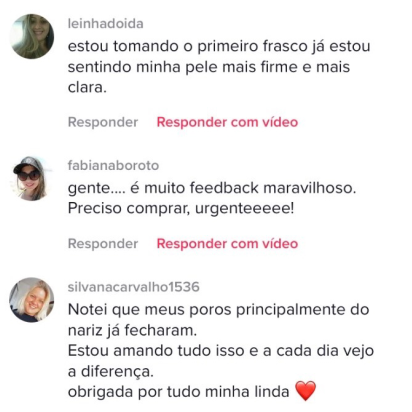 leinhadoida
estou tomando o primeiro frasco já estou
sentindo minha pele mais firme e mais
clara.
Responder Responder com vídeo
fabianaboroto
gente.... é muito feedback maravilhoso.
Preciso comprar, urgenteeeee!
Responder Responder com vídeo
silvanacarvalho1536
Notei que meus poros principalmente do
nariz já fecharam.
Estou amando tudo isso e a cada dia vejo
a diferença.
obrigada por tudo minha linda ❤️